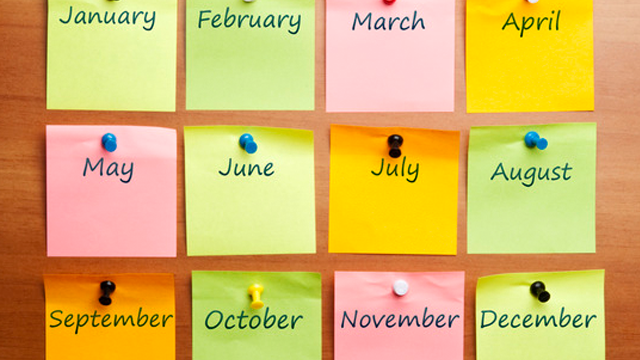 January
February
March
April
May
June
July
August
September
October
November
December